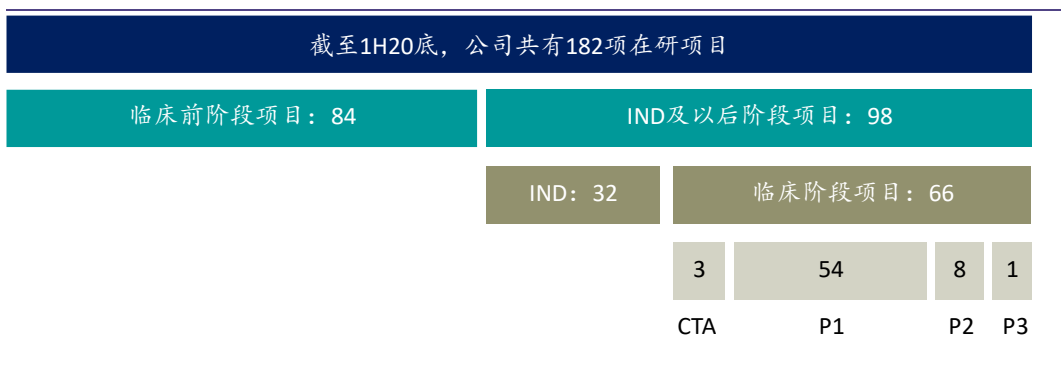 截至1H20底，公司共有182项在研项目
临床前阶段项目：84
IND及以后阶段项目：98
IND：32
临床阶段项目：66
3 54 8 1
CTA P1 P2 P3